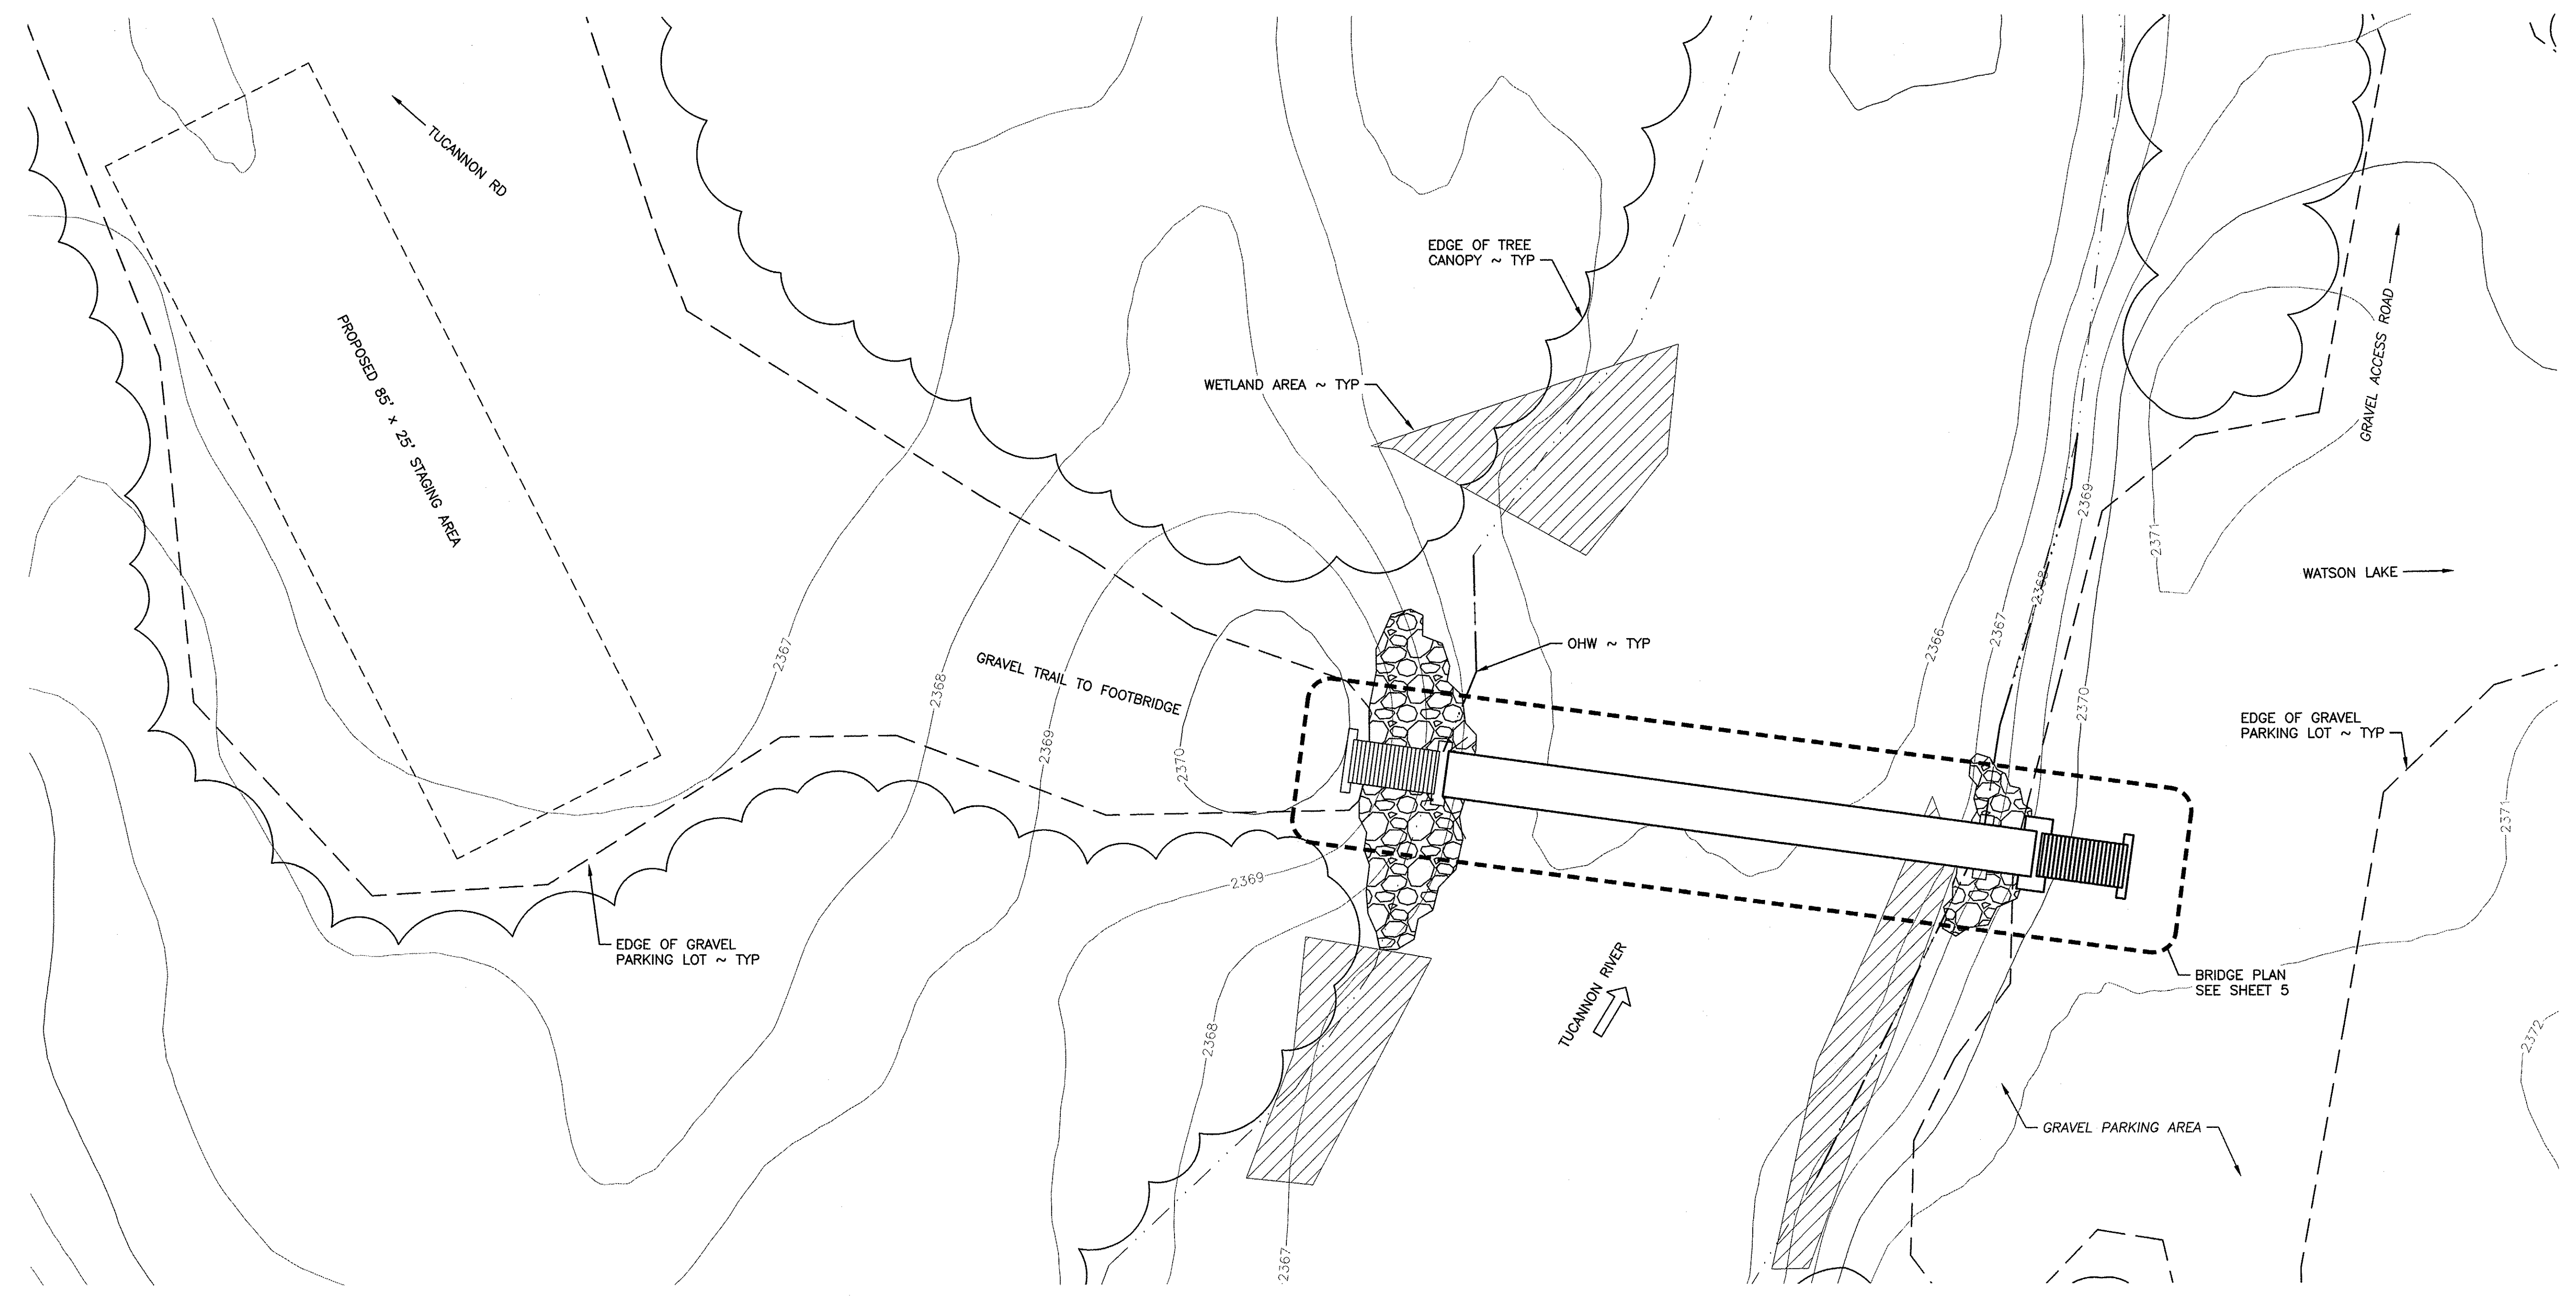 TUCANNON RD
PROPOSED 85' x 25' STAGING AREA
EDGE OF TREE
CANOPY ~ TYP
WETLAND AREA ~ TYP
GRAVEL ACCESS ROAD
2369
2371
WATSON LAKE
2368
2367
2366
OHW ~ TYP
2367
GRAVEL TRAIL TO FOOTBRIDGE
2368
2369
2370
2370
EDGE OF GRAVEL
PARKING LOT ~ TYP
2371
2369
EDGE OF GRAVEL
PARKING LOT ~ TYP
TUCANNON RIVER
BRIDGE PLAN
SEE SHEET 5
2368
2372
GRAVEL PARKING AREA
2367